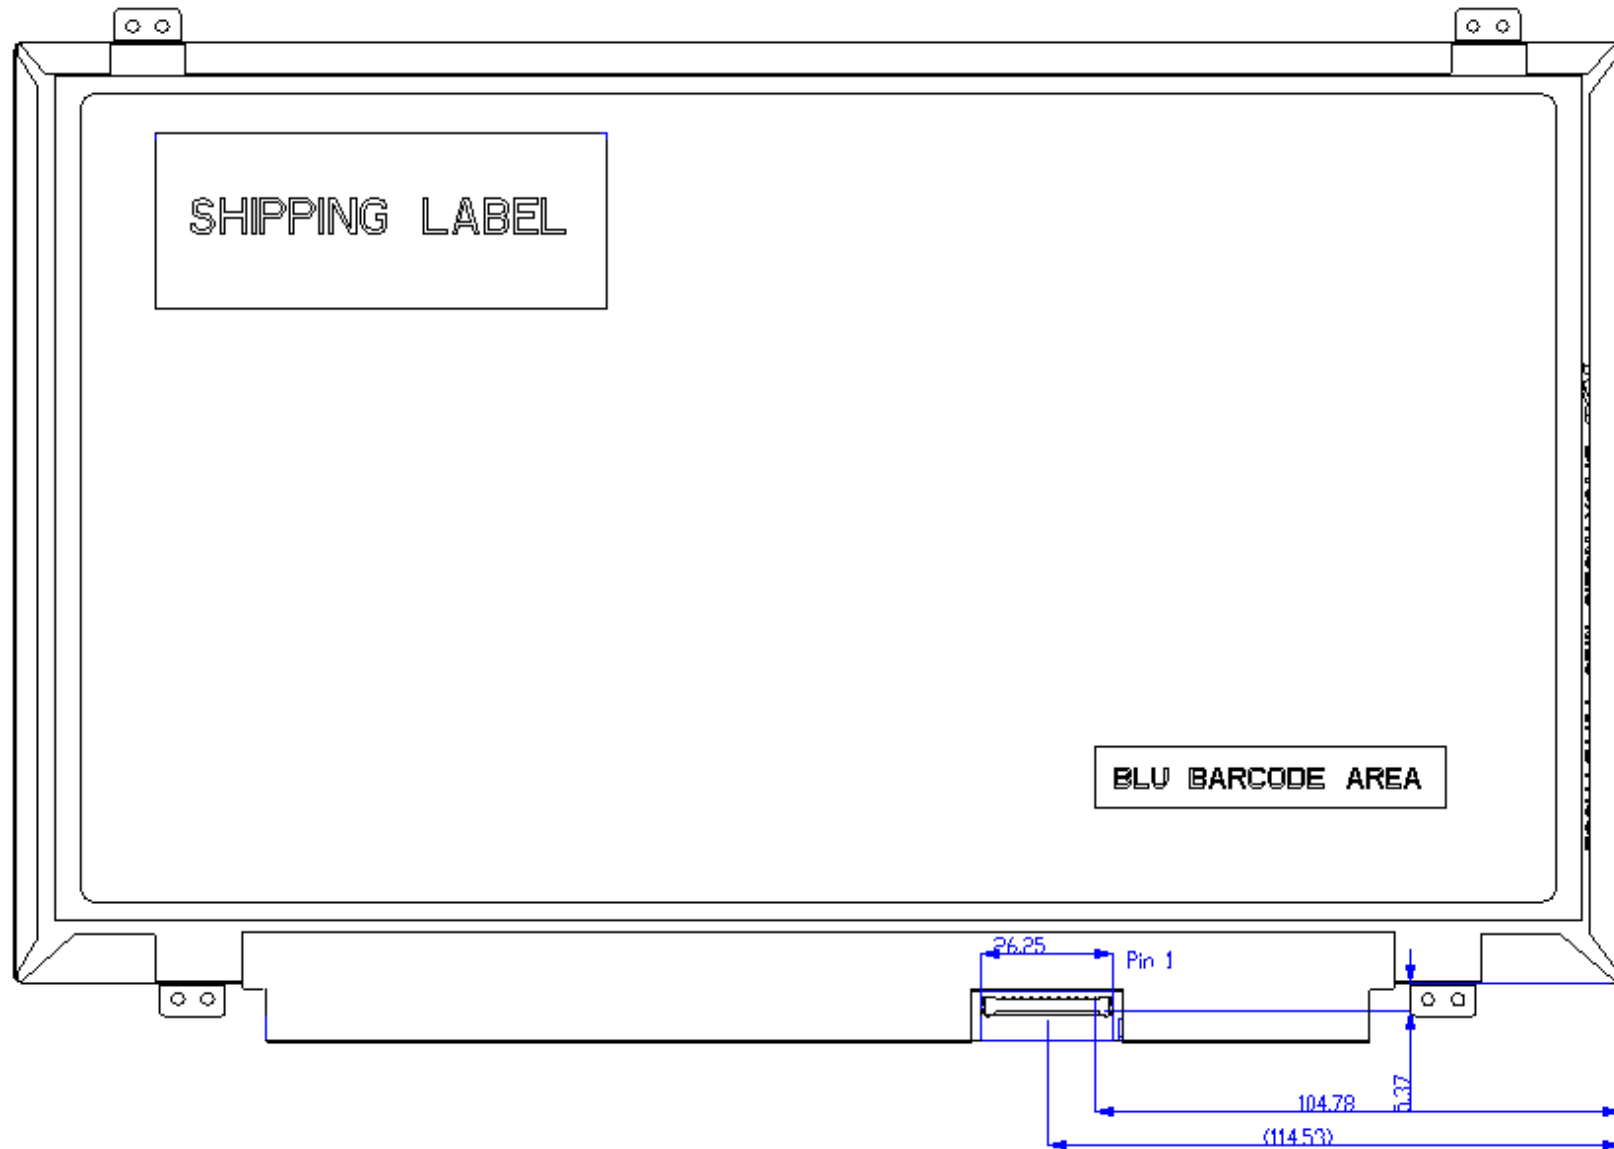 SHIPPING LABEL
BLU BARCODE AREA
26.25
Pin 1
5.37
104.78
(114.53)